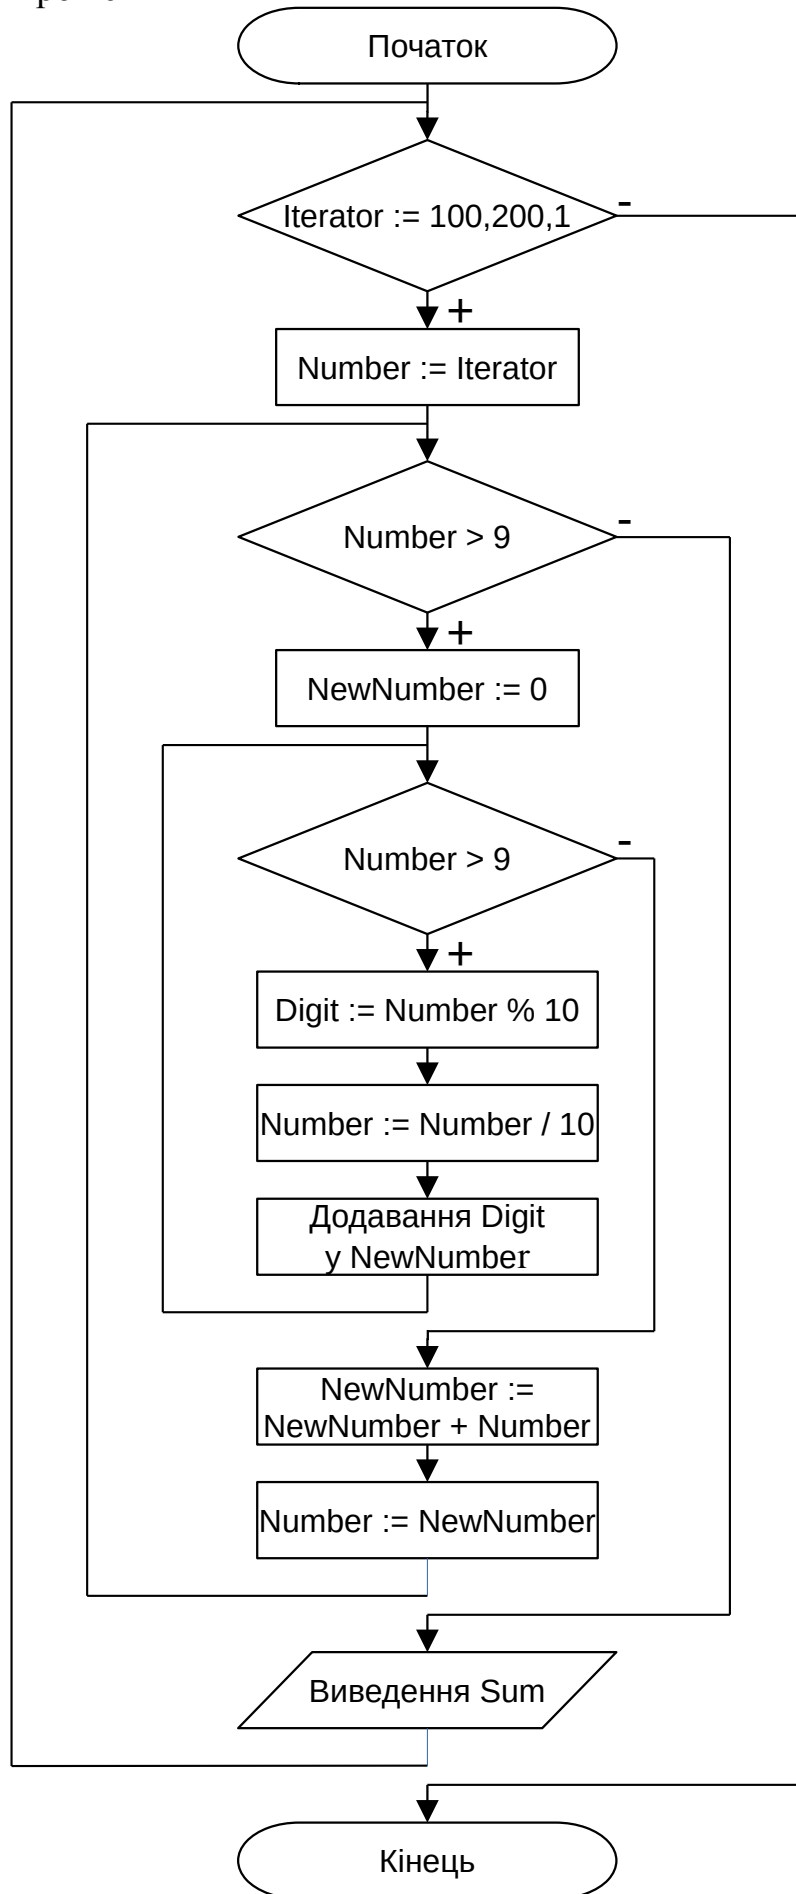 Початок
Iterator := 100,200,1
-
+
Number := Iterator
Number > 9
-
+
NewNumber := 0
Number > 9
-
+
Digit := Number % 10
Number := Number / 10
Додавання Digit
у NewNumber
NewNumber :=
NewNumber + Number
Number := NewNumber
Виведення Sum
Кінець